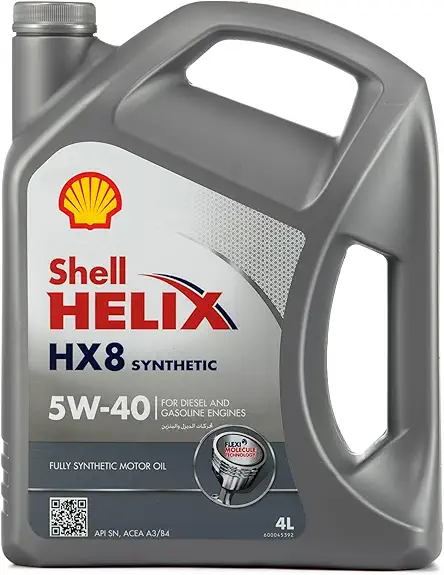 Shell
HELIX
HX8 SYNTHETIC
5W-40
FOR DIESEL AND
GASOLINE ENGINES
لمحركات الديزل والبنزين
FLEXI
MOLECULE
TECHNOLOGY
FULLY SYNTHETIC MOTOR OIL
API SN, ACEA A3/B4
4L
600045392